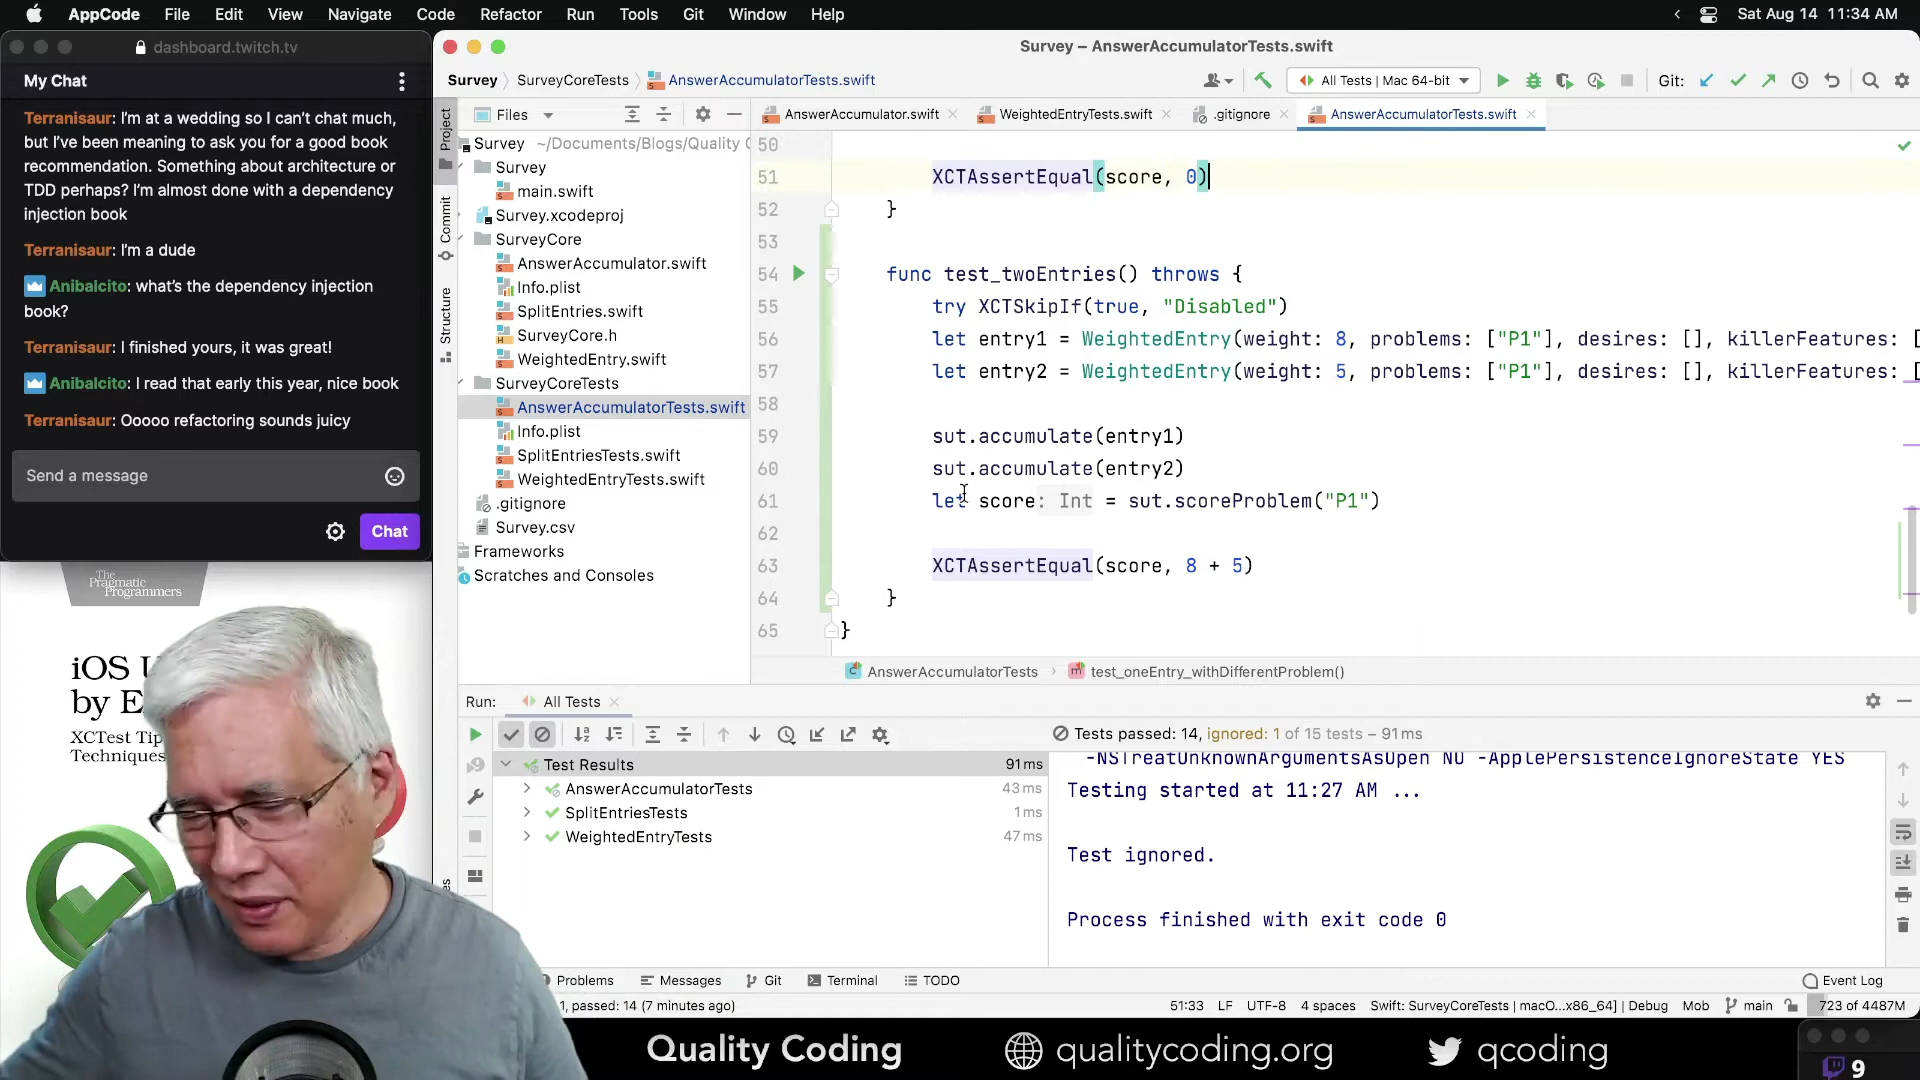 AppCode File Edit View Navigate Code Refactor Run Tools Git Window Help
Sat Aug 14 11:34 AM
dashboard.twitch.tv
My Chat
Terranisaur: I'm at a wedding so I can't chat much,
but I've been meaning to ask you for a good book
recommendation. Something about architecture or
TDD perhaps? I'm almost done with a dependency
injection book
Terranisaur: I'm a dude
Anibalcito: what's the dependency injection
book?
Terranisaur: I finished yours, it was great!
Anibalcito: I read that early this year, nice book
Terranisaur: Ooooo refactoring sounds juicy
Send a message
Chat
The
Pragmatic
Programmers
iOS U
by E
XCTest Tip
Techniques
Survey – AnswerAccumulatorTests.swift
Survey SurveyCoreTests AnswerAccumulatorTests.swift
All Tests | Mac 64-bit
Git:
Project
Commit
Structure
Files
Survey ~/Documents/Blogs/Quality C
Survey
main.swift
Survey.xcodeproj
SurveyCore
AnswerAccumulator.swift
Info.plist
SplitEntries.swift
SurveyCore.h
WeightedEntry.swift
SurveyCoreTests
AnswerAccumulatorTests.swift
Info.plist
SplitEntriesTests.swift
WeightedEntryTests.swift
.gitignore
Survey.csv
Frameworks
Scratches and Consoles
AnswerAccumulator.swift WeightedEntryTests.swift .gitignore AnswerAccumulatorTests.swift
50
51 XCTAssertEqual(score, 0)
52 }
53
54 func test_twoEntries() throws {
55 try XCTSkipIf(true, "Disabled")
56 let entry1 = WeightedEntry(weight: 8, problems: ["P1"], desires: [], killerFeatures: [
57 let entry2 = WeightedEntry(weight: 5, problems: ["P1"], desires: [], killerFeatures: [
58
59 sut.accumulate(entry1)
60 sut.accumulate(entry2)
61 let score: Int = sut.scoreProblem("P1")
62
63 XCTAssertEqual(score, 8 + 5)
64 }
65 }
AnswerAccumulatorTests test_oneEntry_withDifferentProblem()
Run: All Tests
Tests passed: 14, ignored: 1 of 15 tests – 91 ms
Test Results 91 ms
AnswerAccumulatorTests 43 ms
SplitEntriesTests 1 ms
WeightedEntryTests 47 ms
-NSTreatUnknownArgumentsAsOpen NO -ApplePersistenceIgnoreState YES
Testing started at 11:27 AM ...
Test ignored.
Process finished with exit code 0
Problems Messages Git Terminal TODO
Event Log
1, passed: 14 (7 minutes ago)
51:33 LF UTF-8 4 spaces Swift: SurveyCoreTests | macO...x86_64] | Debug Mob main 723 of 4487M
Quality Coding qualitycoding.org qcoding
9